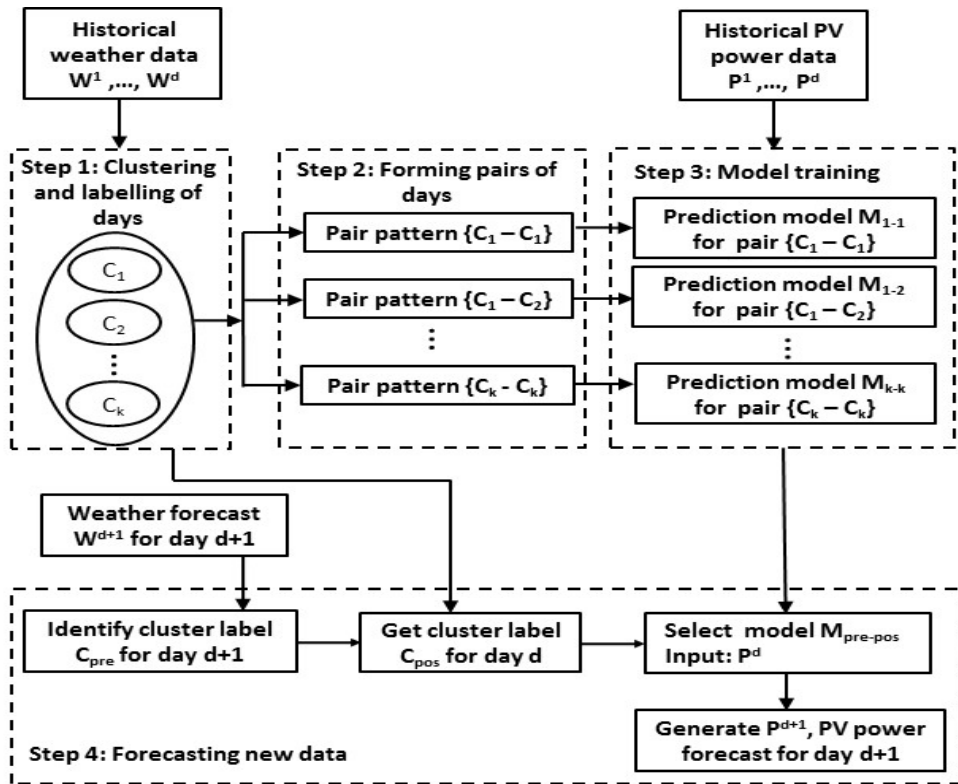 Historical
weather data
W¹ ,..., Wᵈ
Historical PV
power data
P¹ ,..., Pᵈ
Step 1: Clustering
and labelling of
days
C₁
C₂
⋮
Cₖ
Step 2: Forming pairs of
days
Pair pattern {C₁ – C₁}
Pair pattern {C₁ – C₂}
⋮
Pair pattern {Cₖ - Cₖ}
Step 3: Model training
Prediction model M₁₋₁
for pair {C₁ – C₁}
Prediction model M₁₋₂
for pair {C₁ – C₂}
⋮
Prediction model Mₖ₋ₖ
for pair {Cₖ – Cₖ}
Weather forecast
Wᵈ⁺¹ for day d+1
Identify cluster label
C_pre for day d+1
Get cluster label
C_pos for day d
Select model M_pre-pos
Input: Pᵈ
Generate Pᵈ⁺¹, PV power
forecast for day d+1
Step 4: Forecasting new data